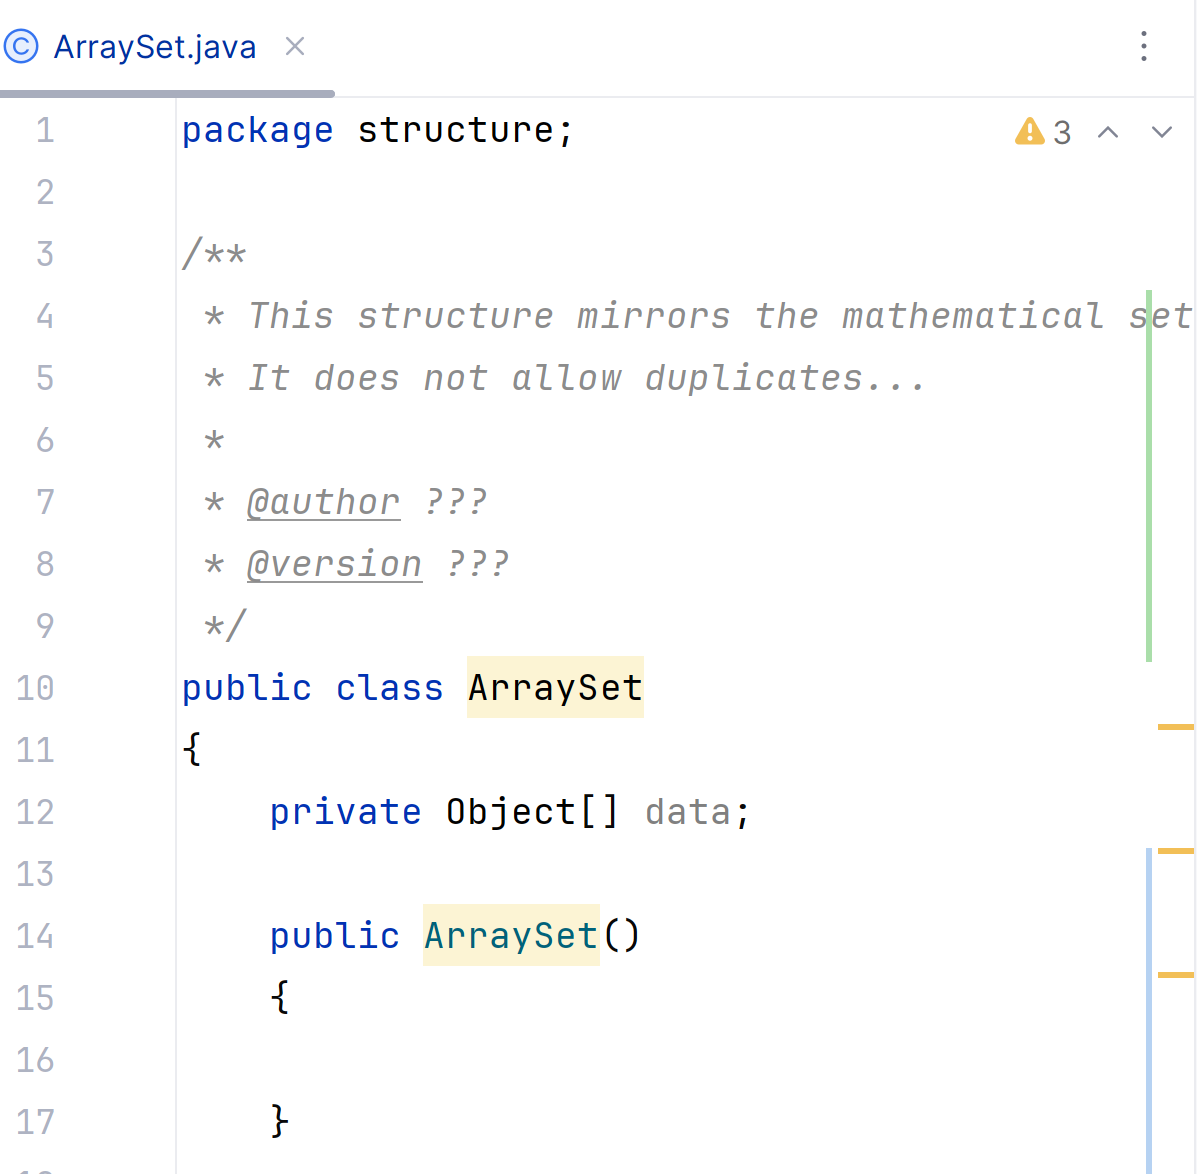 ArraySet.java
3
1 package structure;
2
3 /**
4 * This structure mirrors the mathematical set
5 * It does not allow duplicates...
6 *
7 * @author ???
8 * @version ???
9 */
10 public class ArraySet
11 {
12 private Object[] data;
13
14 public ArraySet()
15 {
16
17 }